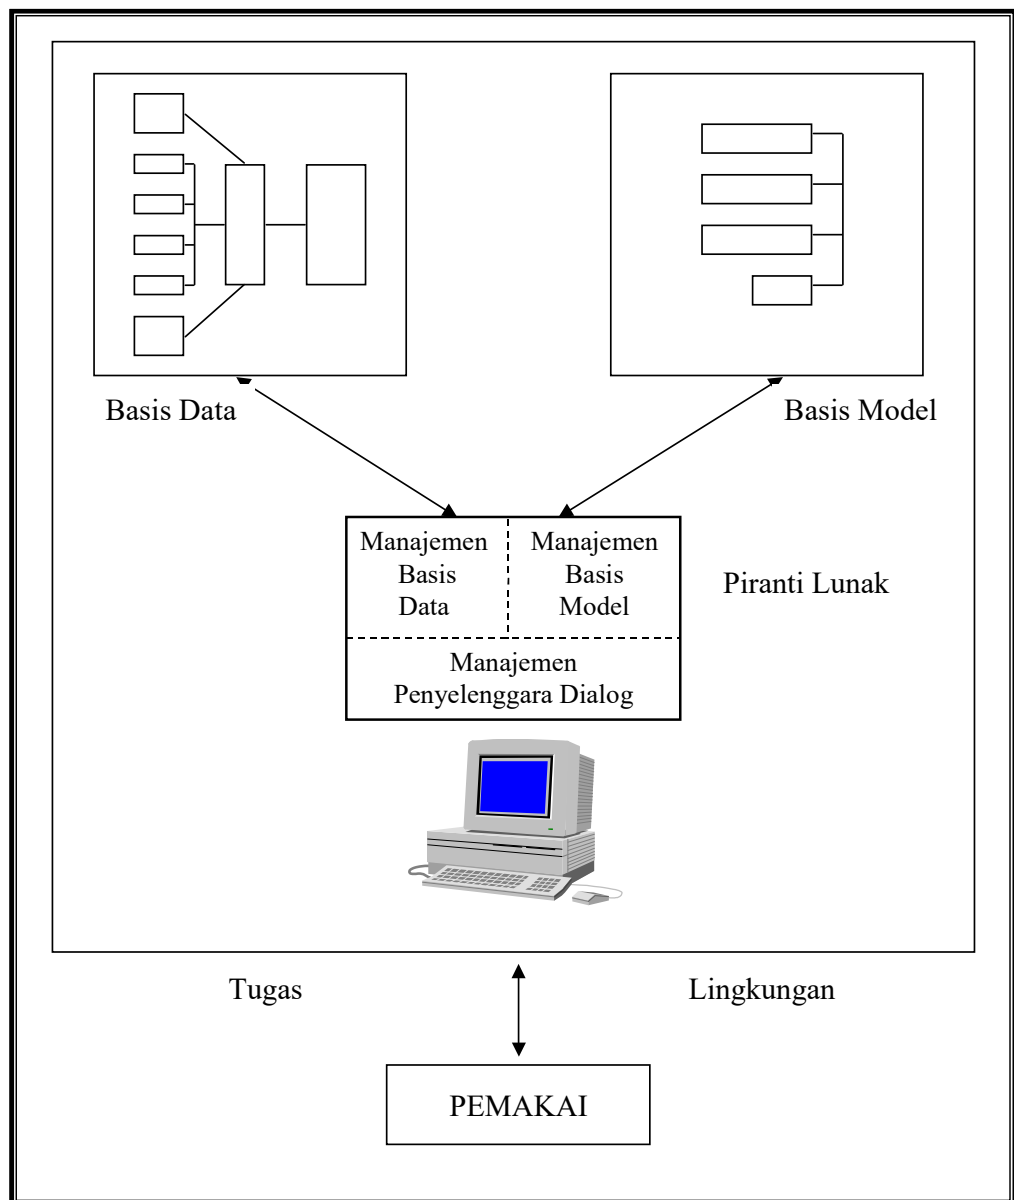 Basis Data
Basis Model
Manajemen
Basis
Data
Manajemen
Basis
Model
Piranti Lunak
Manajemen
Penyelenggara Dialog
Tugas
Lingkungan
PEMAKAI